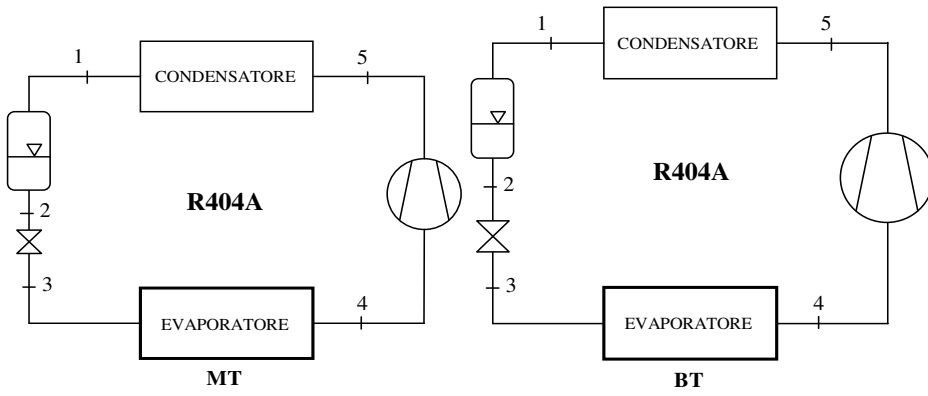 1
CONDENSATORE
5
2
R404A
3
EVAPORATORE
4
MT
1
CONDENSATORE
5
2
R404A
3
EVAPORATORE
4
BT